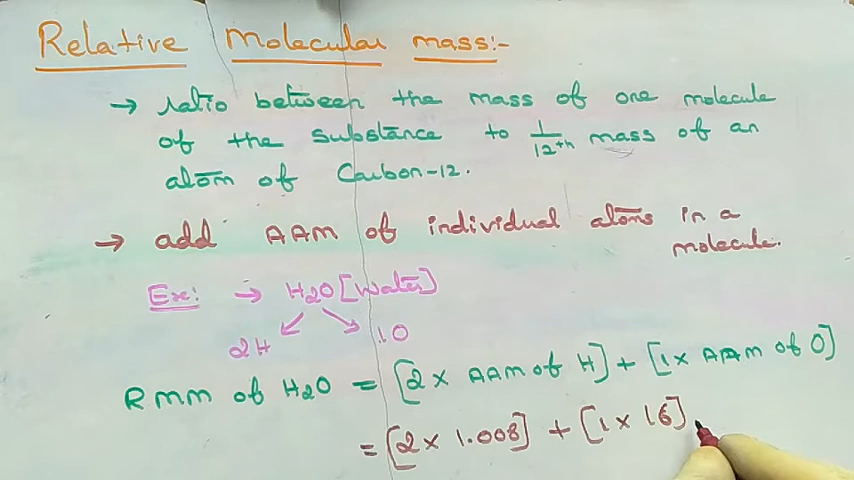 Relative Molecular mass:-
→ ratio between the mass of one molecule
of the substance to 1/12th mass of an
atom of Carbon-12.
→ add AAM of individual atoms in a
molecule.
Ex: → H₂O [Water]
2H 1O
RMM of H₂O = [2 × AAM of H] + [1 × AAM of O]
= [2 × 1.008] + [1 × 16]